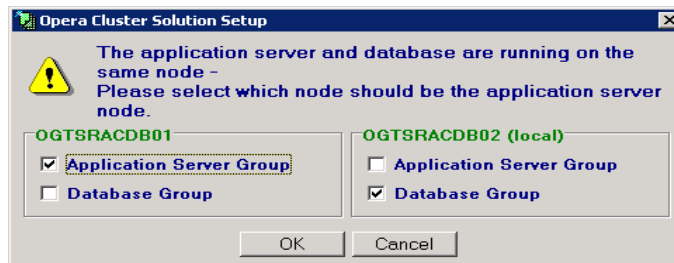 Opera Cluster Solution Setup
The application server and database are running on the
same node -
Please select which node should be the application server
node.
OGTSRACDB01
Application Server Group
Database Group
OGTSRACDB02 (local)
Application Server Group
Database Group
OK
Cancel